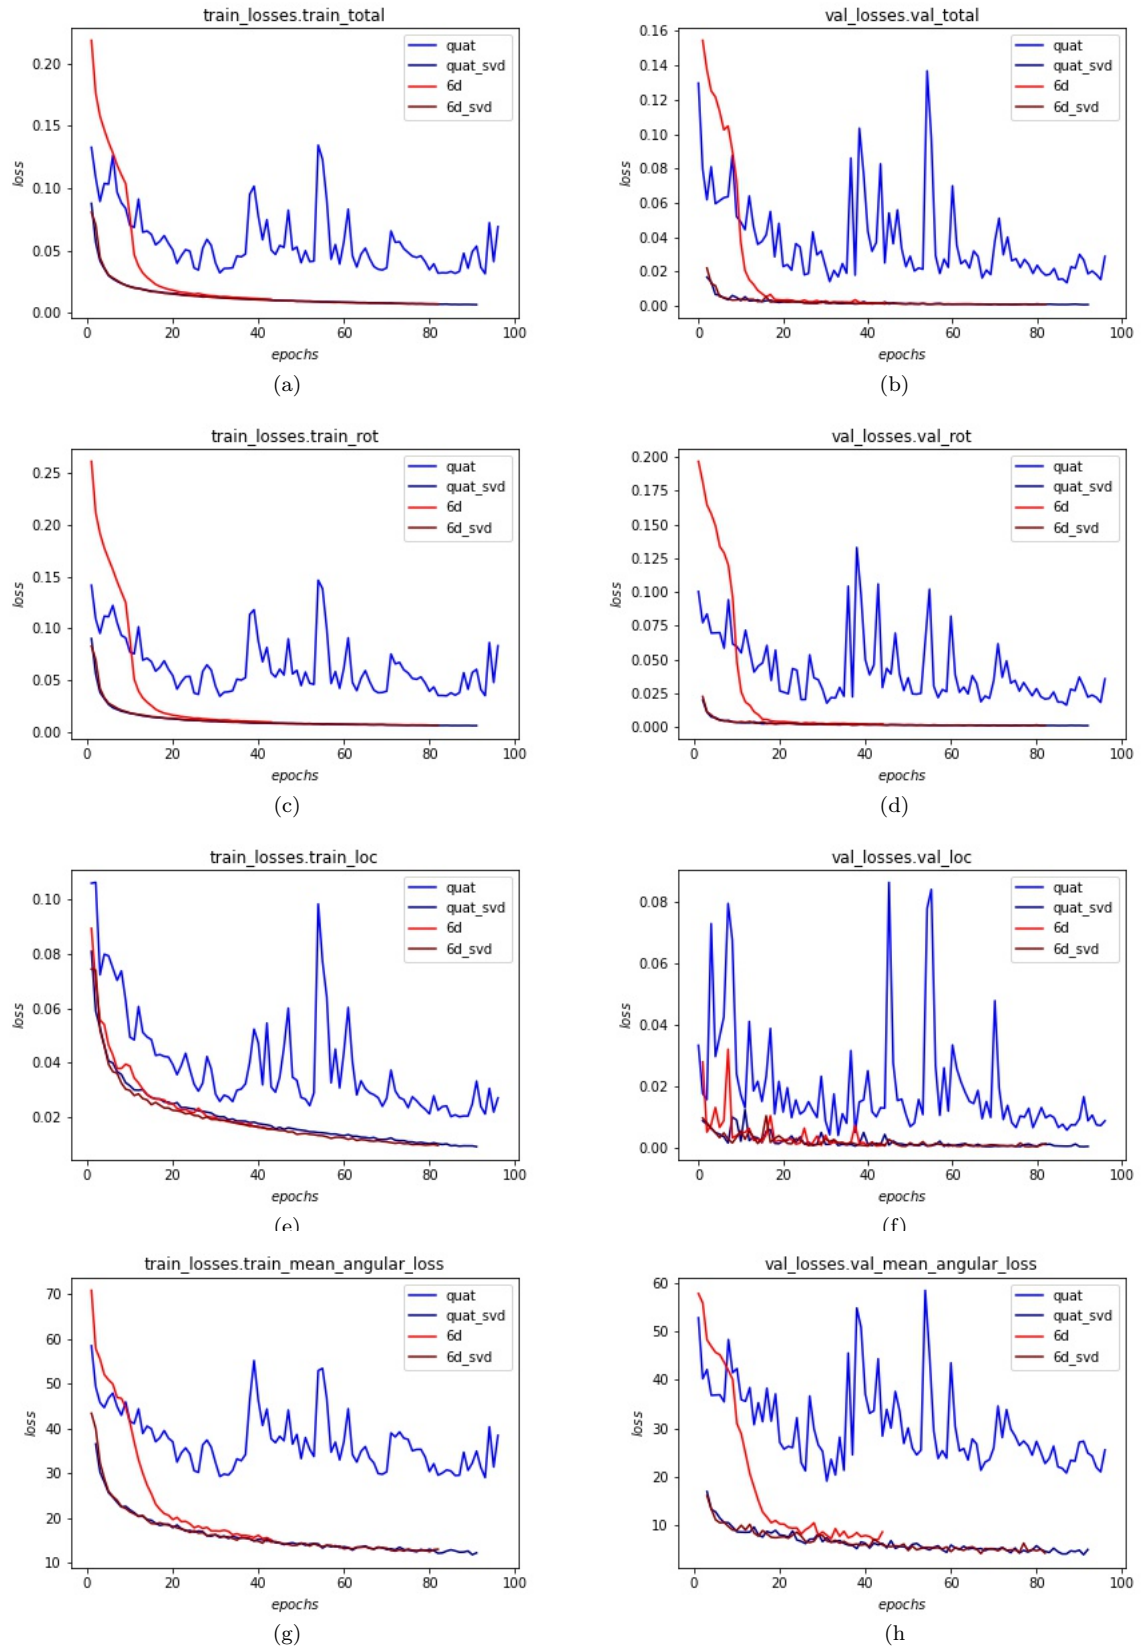 train_losses.train_total
loss
0.20
0.15
0.10
0.05
0.00
quat
quat_svd
6d
6d_svd
0 20 40 60 80 100
epochs
(a)
val_losses.val_total
loss
0.16
0.14
0.12
0.10
0.08
0.06
0.04
0.02
0.00
quat
quat_svd
6d
6d_svd
0 20 40 60 80 100
epochs
(b)
train_losses.train_rot
loss
0.25
0.20
0.15
0.10
0.05
0.00
quat
quat_svd
6d
6d_svd
0 20 40 60 80 100
epochs
(c)
val_losses.val_rot
loss
0.200
0.175
0.150
0.125
0.100
0.075
0.050
0.025
0.000
quat
quat_svd
6d
6d_svd
0 20 40 60 80 100
epochs
(d)
train_losses.train_loc
loss
0.10
0.08
0.06
0.04
0.02
quat
quat_svd
6d
6d_svd
0 20 40 60 80 100
epochs
(e)
val_losses.val_loc
loss
0.08
0.06
0.04
0.02
0.00
quat
quat_svd
6d
6d_svd
0 20 40 60 80 100
epochs
(f)
train_losses.train_mean_angular_loss
loss
70
60
50
40
30
20
10
quat
quat_svd
6d
6d_svd
0 20 40 60 80 100
epochs
(g)
val_losses.val_mean_angular_loss
loss
60
50
40
30
20
10
quat
quat_svd
6d
6d_svd
0 20 40 60 80 100
epochs
(h